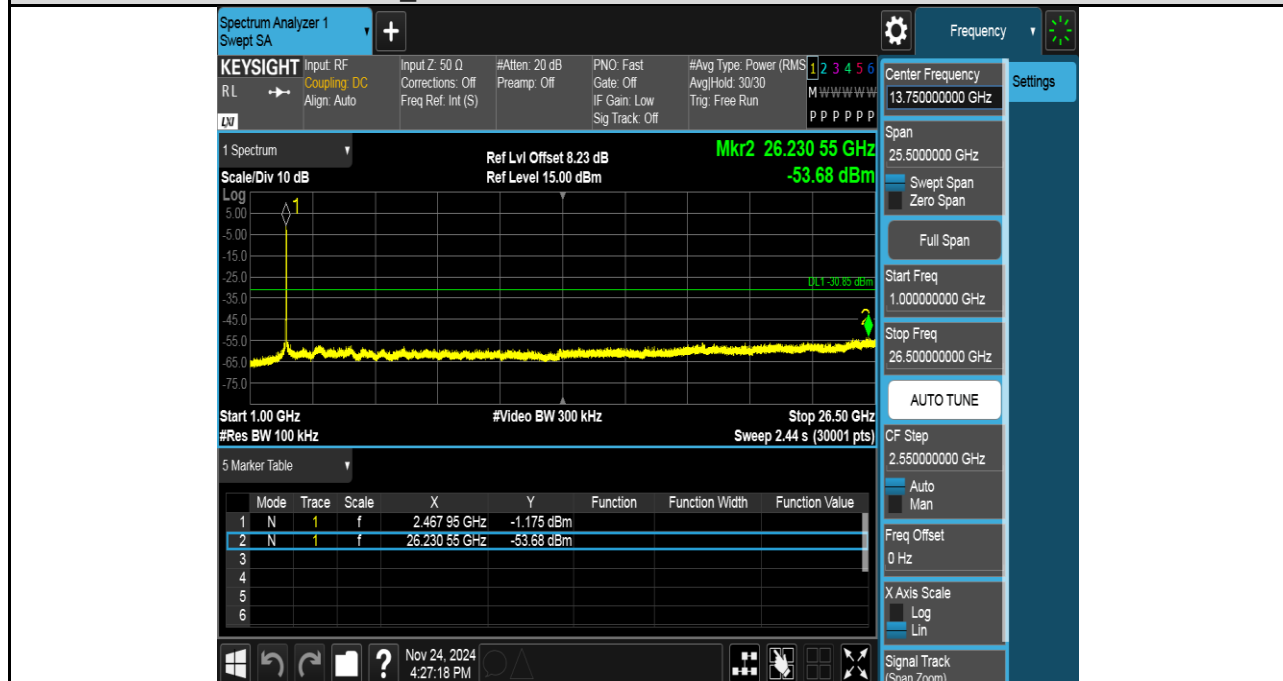 Spectrum Analyzer 1
Swept SA
+
Frequency
KEYSIGHT
RL
LXI
Input: RF
Coupling: DC
Align: Auto
Input Z: 50 Ω
Corrections: Off
Freq Ref: Int (S)
#Atten: 20 dB
Preamp: Off
PNO: Fast
Gate: Off
IF Gain: Low
Sig Track: Off
#Avg Type: Power (RMS
Avg|Hold: 30/30
Trig: Free Run
1 2 3 4 5 6
M W W W W W
P P P P P P
Center Frequency
13.750000000 GHz
Settings
1 Spectrum
Scale/Div 10 dB
Ref Lvl Offset 8.23 dB
Ref Level 15.00 dBm
Mkr2 26.230 55 GHz
-53.68 dBm
Log
5.00
-5.00
-15.0
-25.0
-35.0
-45.0
-55.0
-65.0
-75.0
1
2
DL1 -30.85 dBm
Start 1.00 GHz
#Res BW 100 kHz
#Video BW 300 kHz
Stop 26.50 GHz
Sweep 2.44 s (30001 pts)
Span
25.5000000 GHz
Swept Span
Zero Span
Full Span
Start Freq
1.000000000 GHz
Stop Freq
26.500000000 GHz
AUTO TUNE
CF Step
2.550000000 GHz
Auto
Man
Freq Offset
0 Hz
X Axis Scale
Log
Lin
Signal Track
(Span Zoom)
5 Marker Table
Mode Trace Scale X Y Function Function Width Function Value
1 N 1 f 2.467 95 GHz -1.175 dBm
2 N 1 f 26.230 55 GHz -53.68 dBm
3
4
5
6
?
Nov 24, 2024
4:27:18 PM